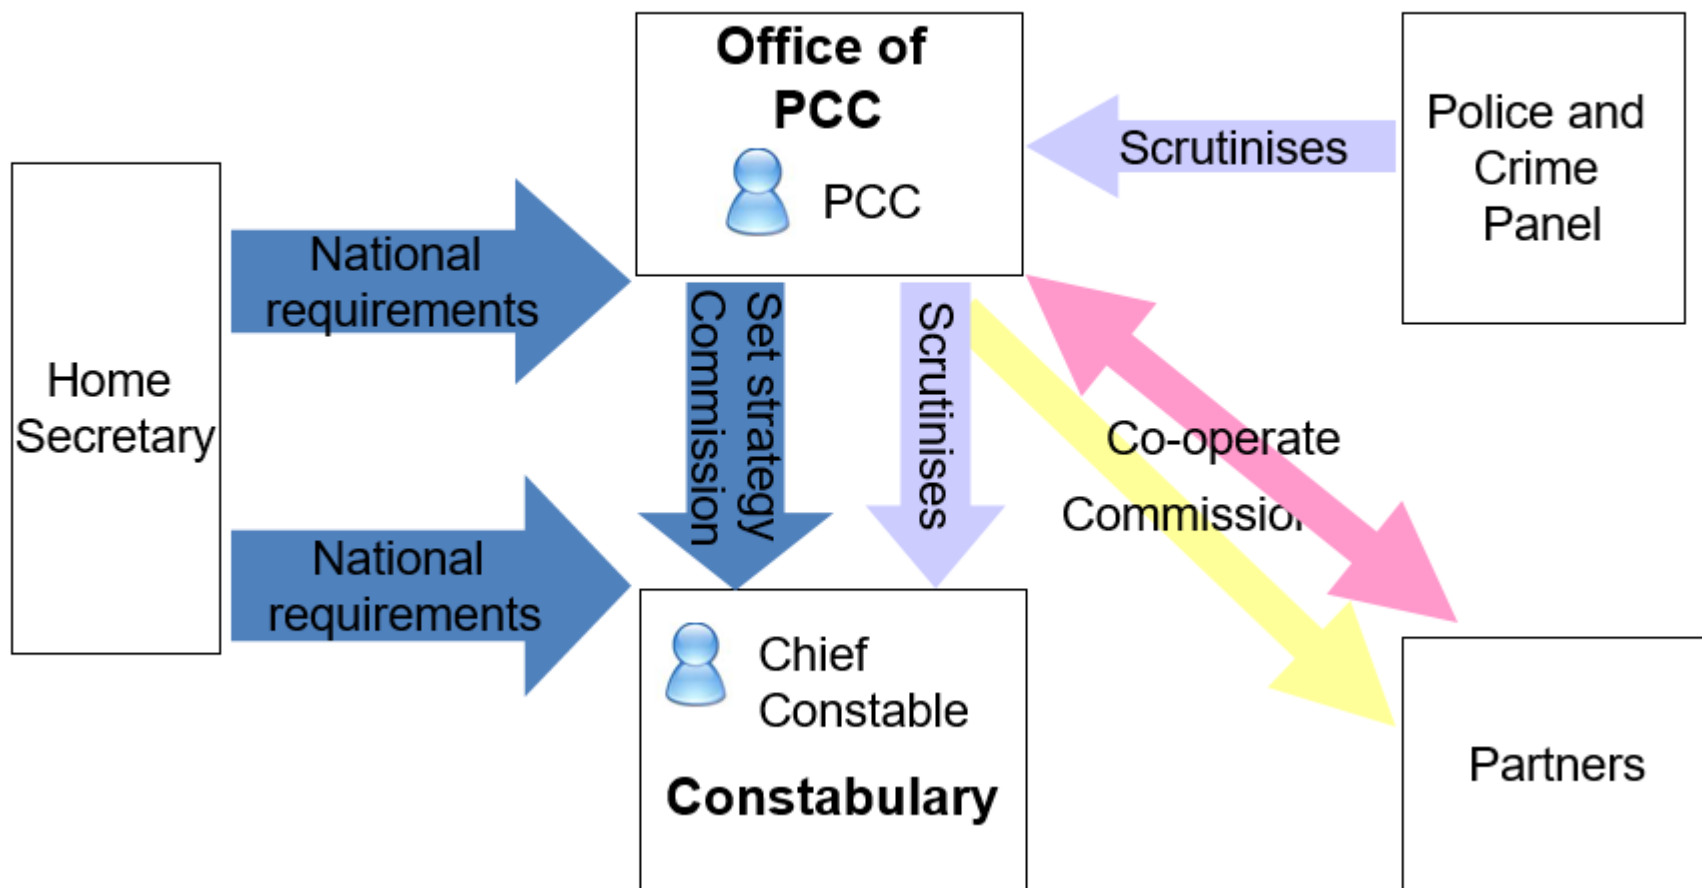 Office of
PCC
PCC
Police and
Crime
Panel
Scrutinises
National
requirements
Home
Secretary
Set strategy
Commission
Scrutinises
Co-operate
Commission
National
requirements
Chief
Constable
Constabulary
Partners